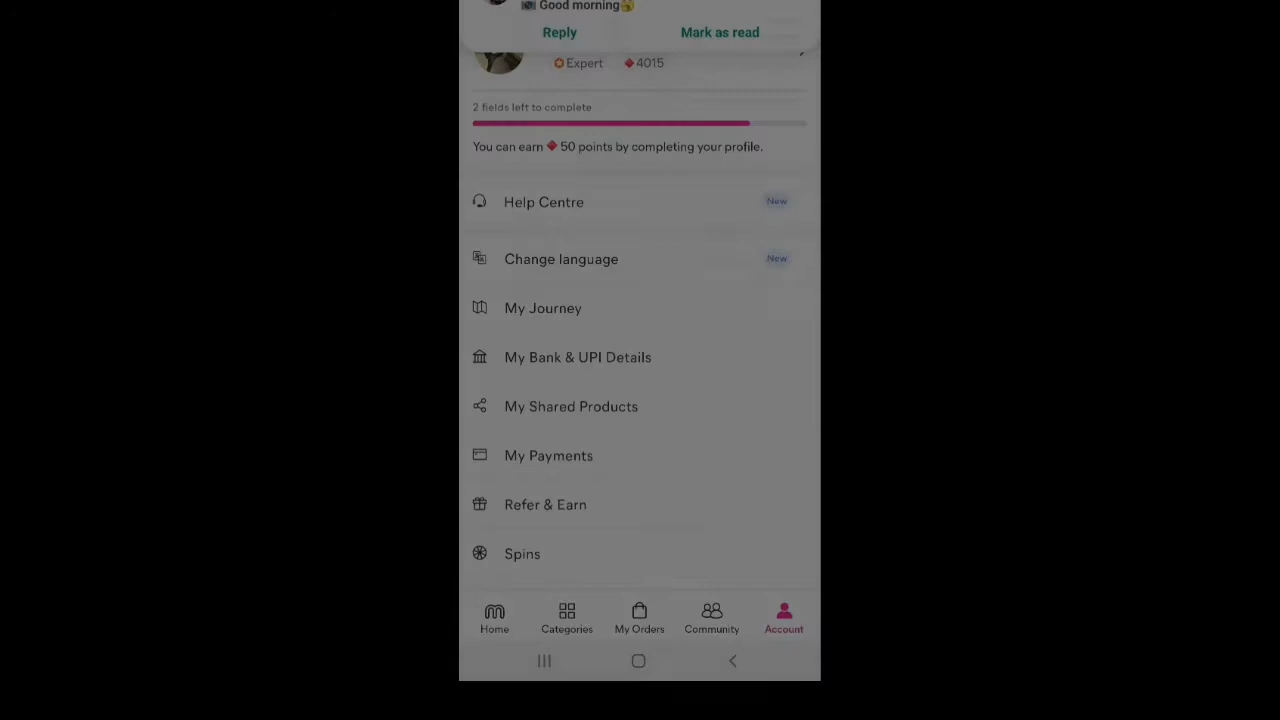 Good morning
Reply Mark as read
Expert 4015
2 fields left to complete
You can earn 50 points by completing your profile.
Help Centre New
Change language New
My Journey
My Bank & UPI Details
My Shared Products
My Payments
Refer & Earn
Spins
Home Categories My Orders Community Account